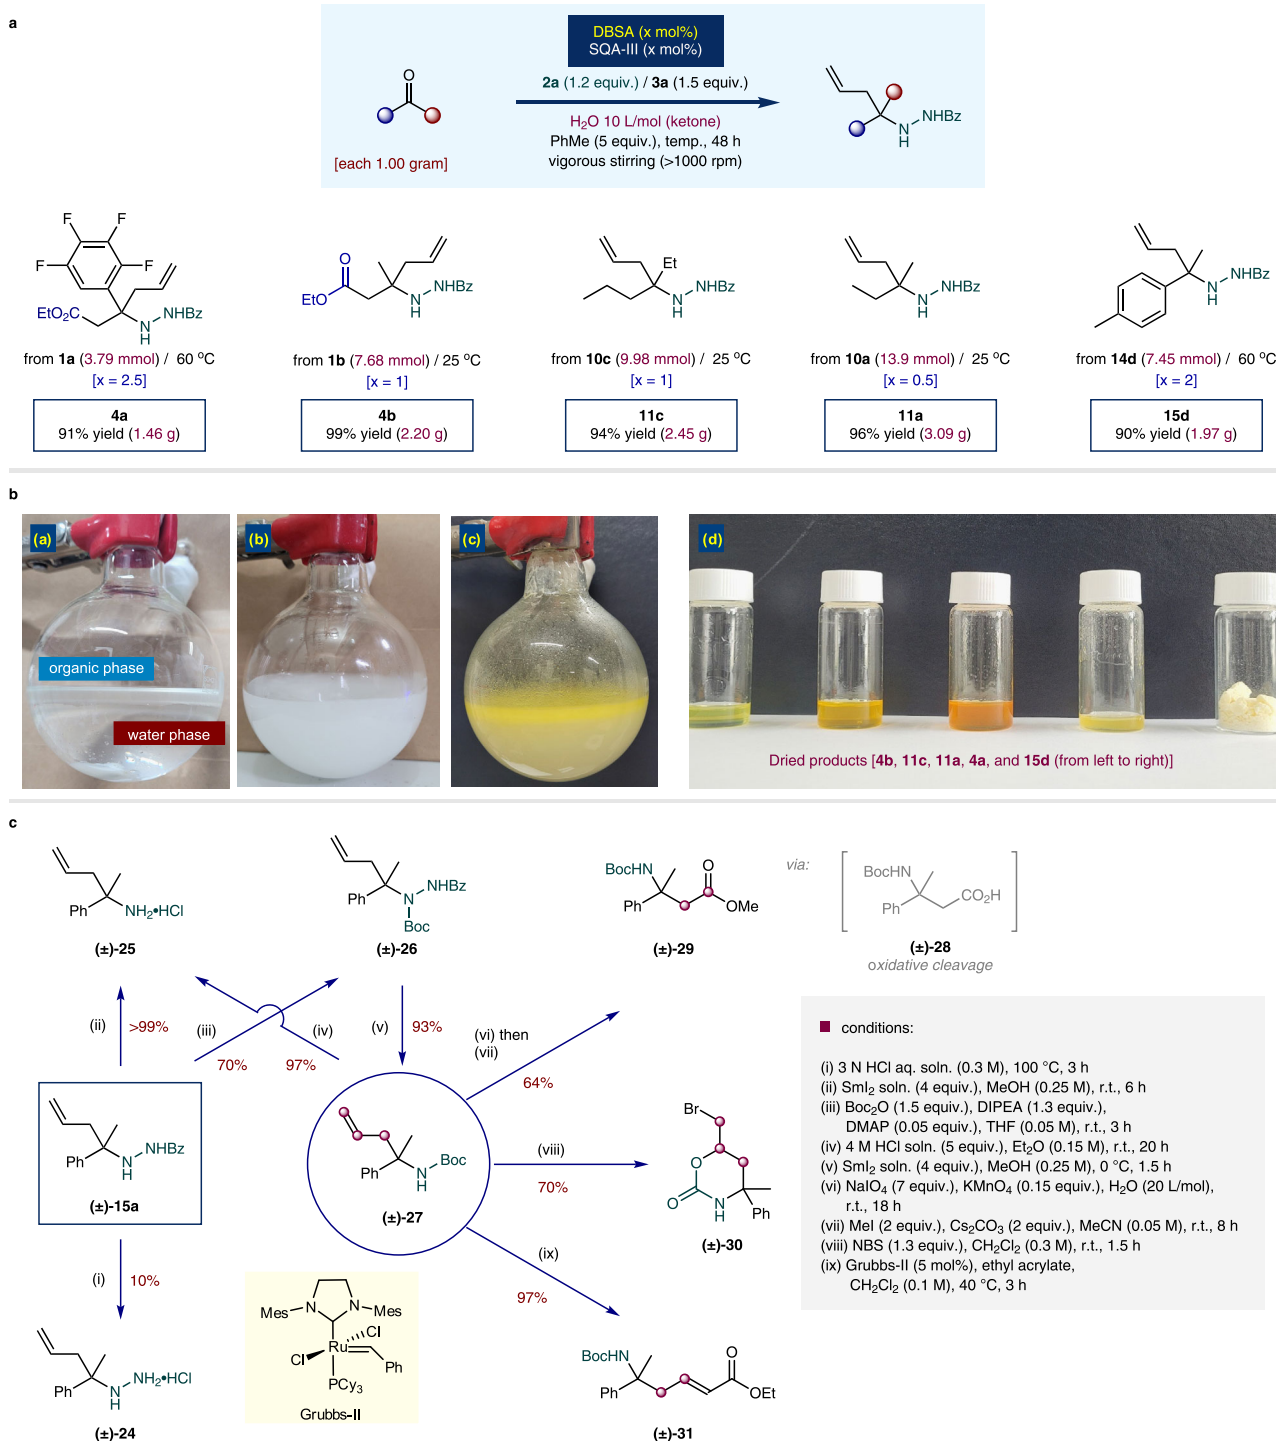 a
DBSA (x mol%)
SQA-III (x mol%)
2a (1.2 equiv.) / 3a (1.5 equiv.)
H2O 10 L/mol (ketone)
PhMe (5 equiv.), temp., 48 h
vigorous stirring (>1000 rpm)
O
[each 1.00 gram]
N
H
NHBz
F
F
F
F
EtO2C
N
H
NHBz
from 1a (3.79 mmol) / 60 °C
[x = 2.5]
4a
91% yield (1.46 g)
O
EtO
N
H
NHBz
from 1b (7.68 mmol) / 25 °C
[x = 1]
4b
99% yield (2.20 g)
Et
N
H
NHBz
from 10c (9.98 mmol) / 25 °C
[x = 1]
11c
94% yield (2.45 g)
N
H
NHBz
from 10a (13.9 mmol) / 25 °C
[x = 0.5]
11a
96% yield (3.09 g)
N
H
NHBz
from 14d (7.45 mmol) / 60 °C
[x = 2]
15d
90% yield (1.97 g)
b
(a)
organic phase
water phase
(b)
(c)
(d)
Dried products [4b, 11c, 11a, 4a, and 15d (from left to right)]
c
Ph
NH2•HCl
(±)-25
Ph
N
NHBz
Boc
(±)-26
BocHN
O
Ph
OMe
(±)-29
via:
BocHN
Ph
CO2H
(±)-28
oxidative cleavage
(ii)
>99%
(iii)
70%
(iv)
97%
(v)
93%
(vi) then
(vii)
64%
Ph
N
H
NHBz
(±)-15a
Ph
N
H
Boc
(±)-27
(viii)
70%
Br
O
O
N
H
Ph
(±)-30
(i)
10%
(ix)
97%
Ph
N
H
NH2•HCl
(±)-24
Mes
N
N
Mes
Cl
Ru
Cl
Ph
PCy3
Grubbs-II
BocHN
Ph
O
OEt
(±)-31
conditions:
(i) 3 N HCl aq. soln. (0.3 M), 100 °C, 3 h
(ii) SmI2 soln. (4 equiv.), MeOH (0.25 M), r.t., 6 h
(iii) Boc2O (1.5 equiv.), DIPEA (1.3 equiv.),
DMAP (0.05 equiv.), THF (0.05 M), r.t., 3 h
(iv) 4 M HCl soln. (5 equiv.), Et2O (0.15 M), r.t., 20 h
(v) SmI2 soln. (4 equiv.), MeOH (0.25 M), 0 °C, 1.5 h
(vi) NaIO4 (7 equiv.), KMnO4 (0.15 equiv.), H2O (20 L/mol),
r.t., 18 h
(vii) MeI (2 equiv.), Cs2CO3 (2 equiv.), MeCN (0.05 M), r.t., 8 h
(viii) NBS (1.3 equiv.), CH2Cl2 (0.3 M), r.t., 1.5 h
(ix) Grubbs-II (5 mol%), ethyl acrylate,
CH2Cl2 (0.1 M), 40 °C, 3 h